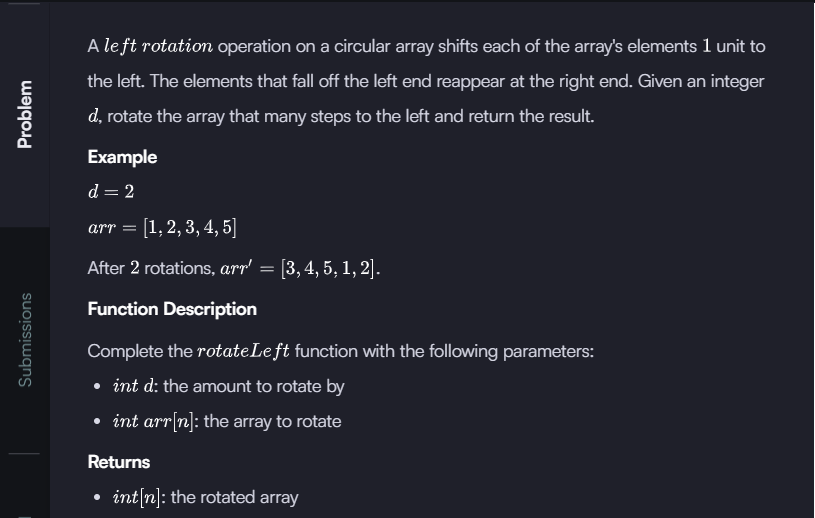 Problem
Submissions
A left rotation operation on a circular array shifts each of the array's elements 1 unit to
the left. The elements that fall off the left end reappear at the right end. Given an integer
d, rotate the array that many steps to the left and return the result.
Example
d = 2
arr = [1, 2, 3, 4, 5]
After 2 rotations, arr′ = [3, 4, 5, 1, 2].
Function Description
Complete the rotateLeft function with the following parameters:
• int d: the amount to rotate by
• int arr[n]: the array to rotate
Returns
• int[n]: the rotated array